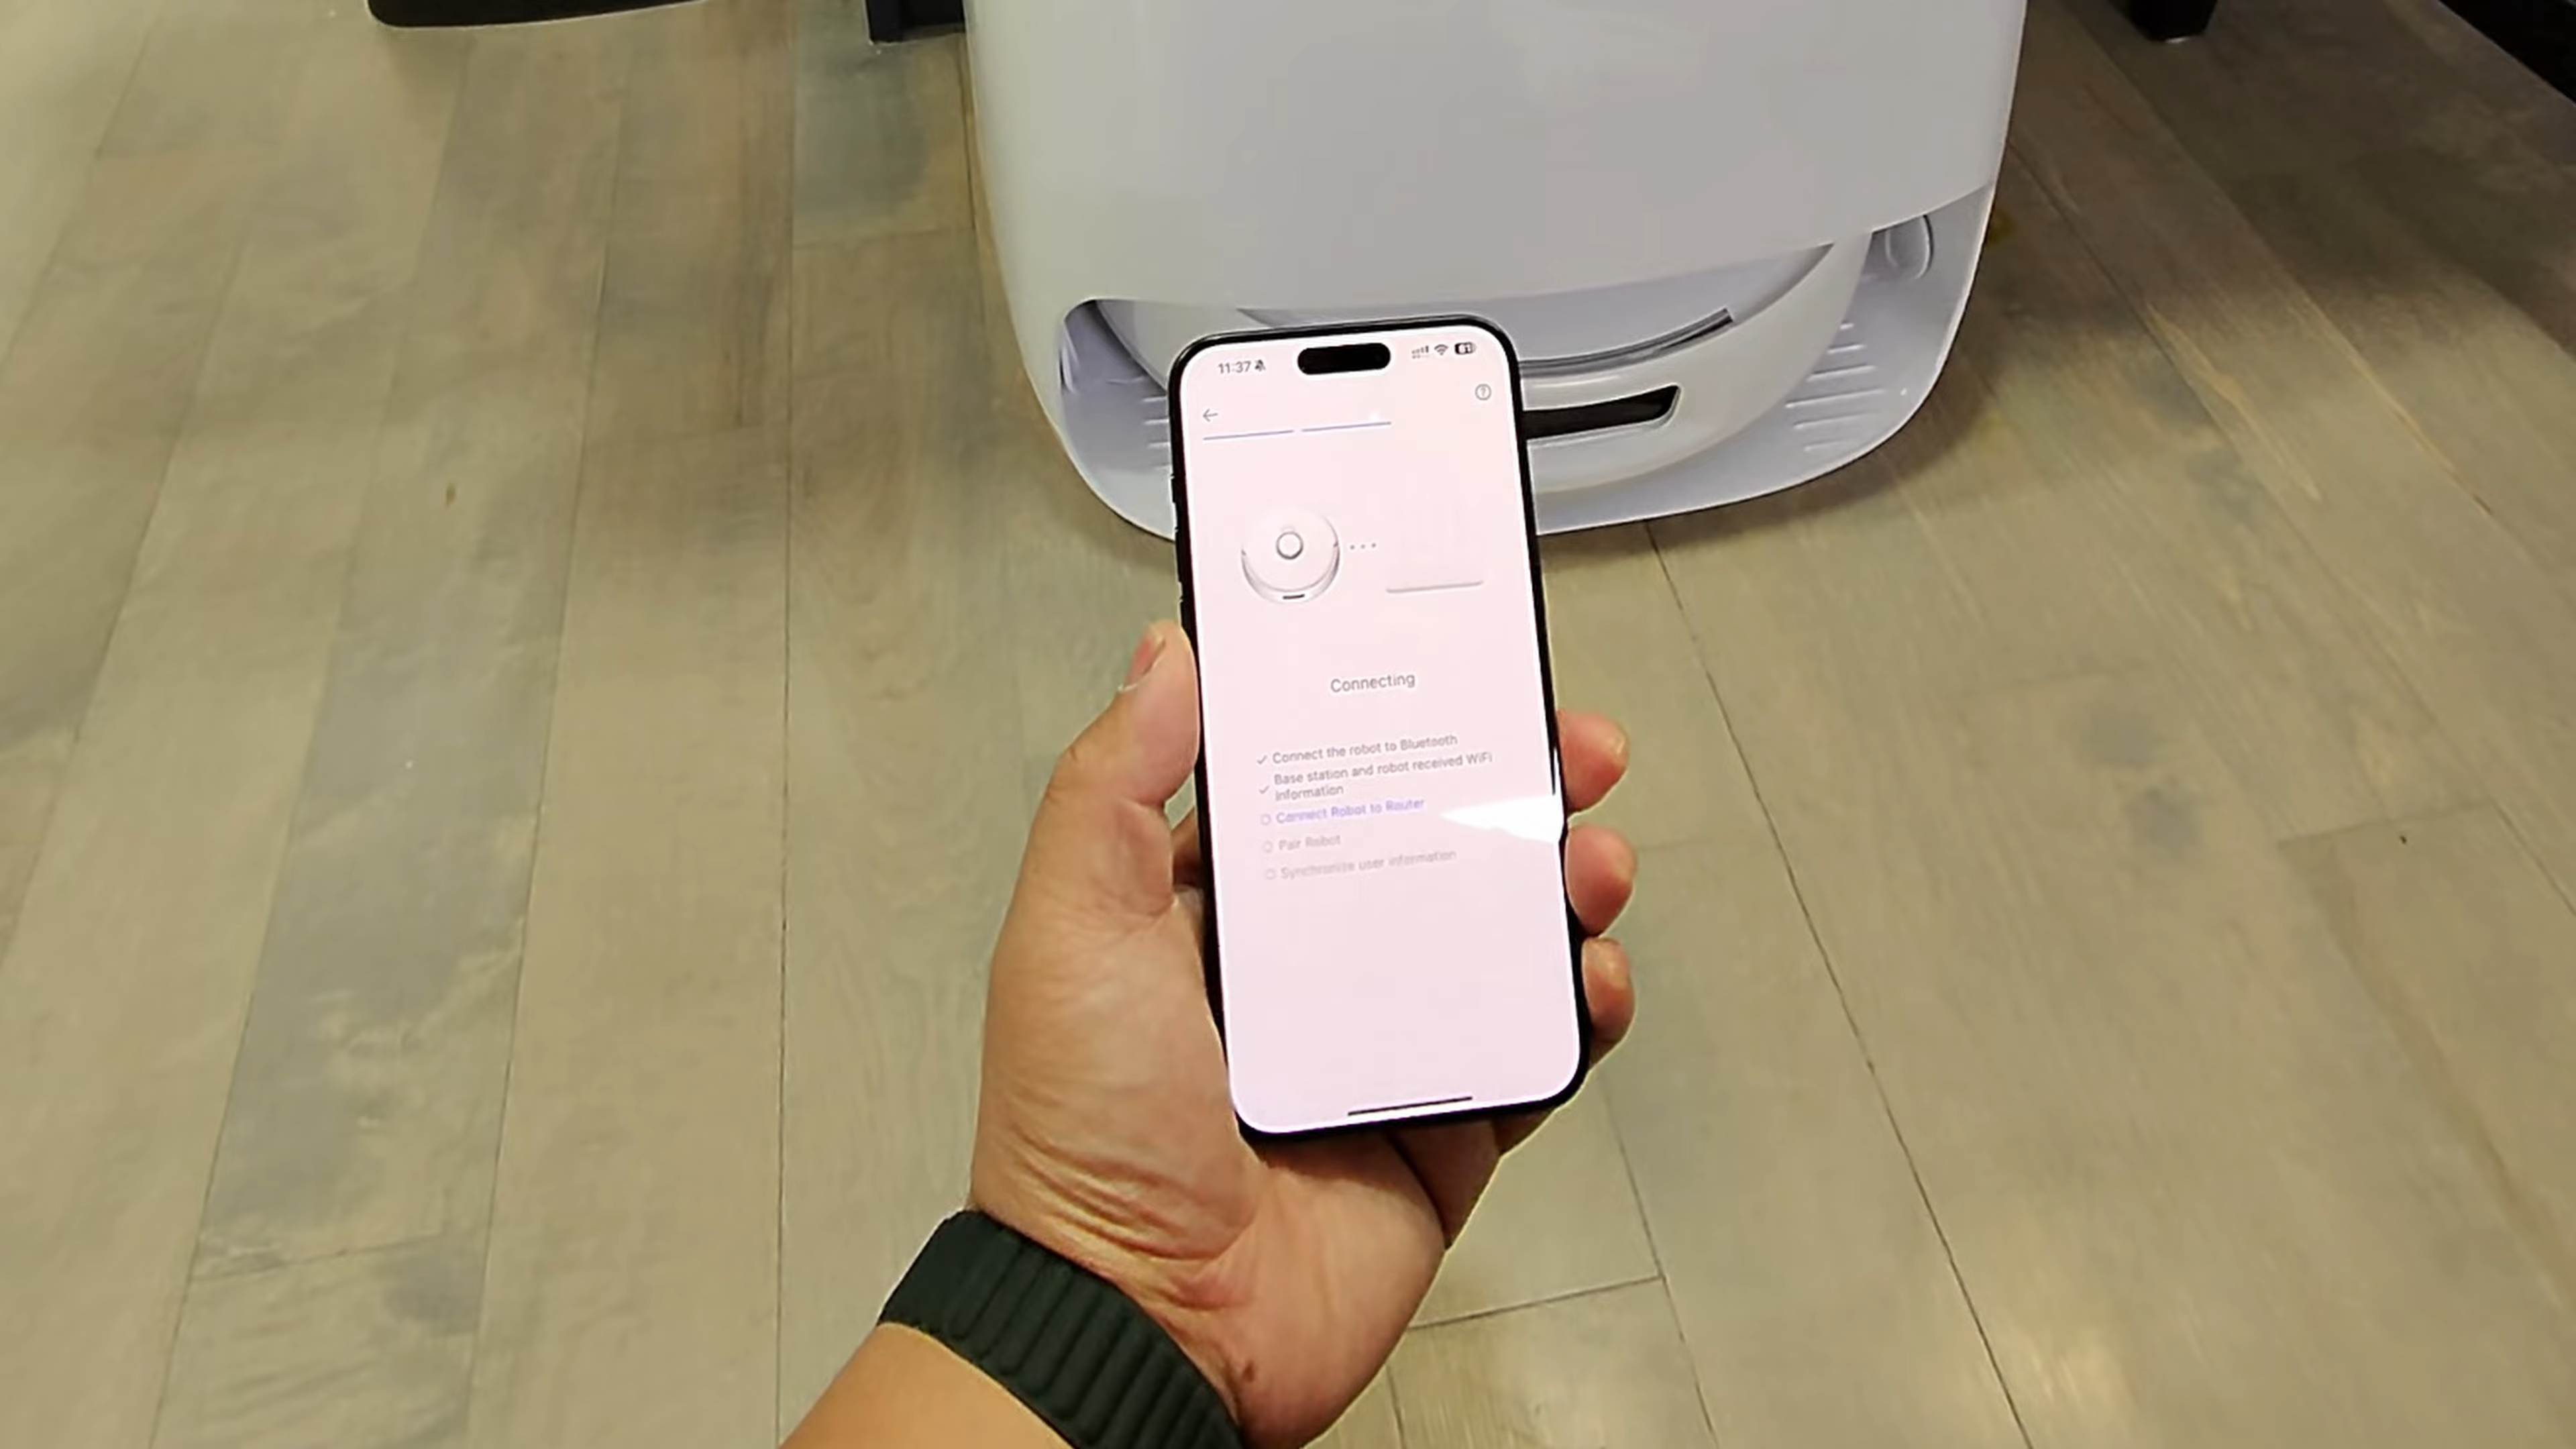 11:37
Connecting
Connect the robot to Bluetooth
Base station and robot received WiFi
information
Connect Robot to Router
Pair Robot
Synchronize user information